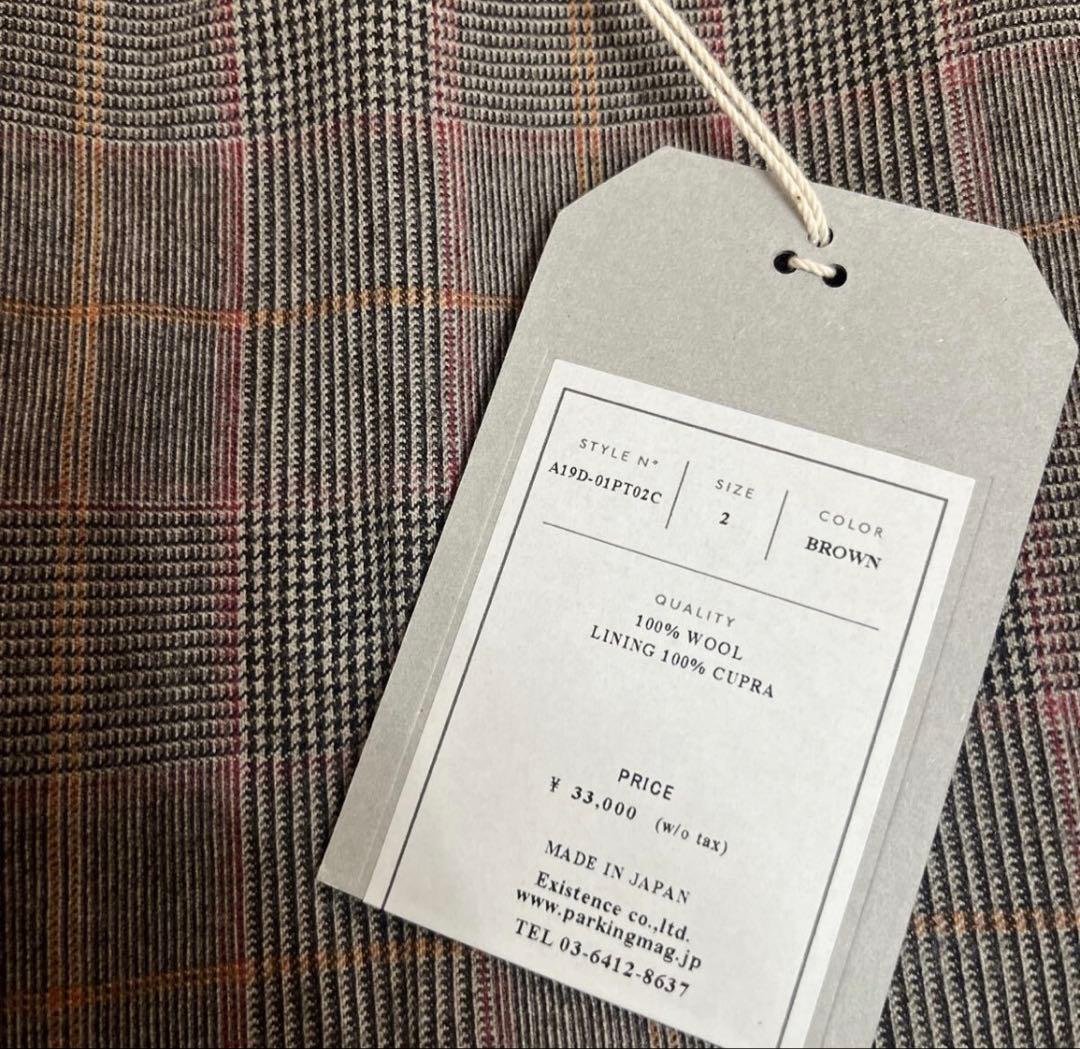 STYLE N° SIZE COLOR
A19D-01PT02C 2 BROWN
QUALITY
100% WOOL
LINING 100% CUPRA
PRICE
¥ 33,000 (w/o tax)
MADE IN JAPAN
Existence co.,ltd.
www.parkingmag.jp
TEL 03-6412-8637